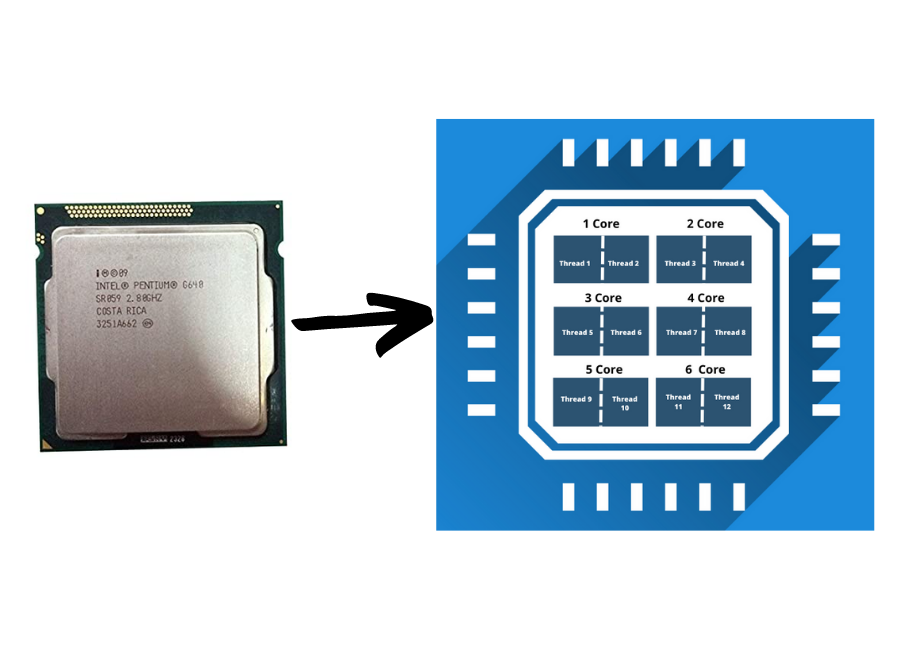 i Ⓜ©09
INTEL® PENTIUM® G640
SR059 2.80GHZ
COSTA RICA
3251A662
1 Core
2 Core
Thread 1
Thread 2
Thread 3
Thread 4
3 Core
4 Core
Thread 5
Thread 6
Thread 7
Thread 8
5 Core
6 Core
Thread 9
Thread
10
Thread
11
Thread
12